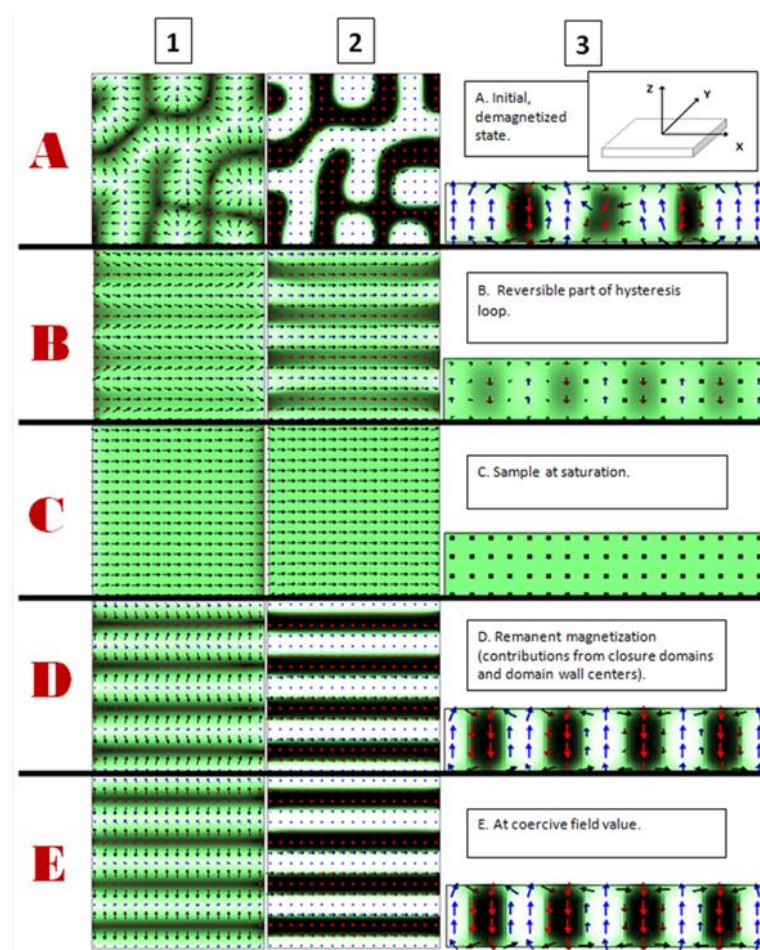 1
2
3
A
A. Initial,
demagnetized
state.
Z
Y
X
B
B. Reversible part of hysteresis
loop.
C
C. Sample at saturation.
D
D. Remanent magnetization
(contributions from closure domains
and domain wall centers).
E
E. At coercive field value.